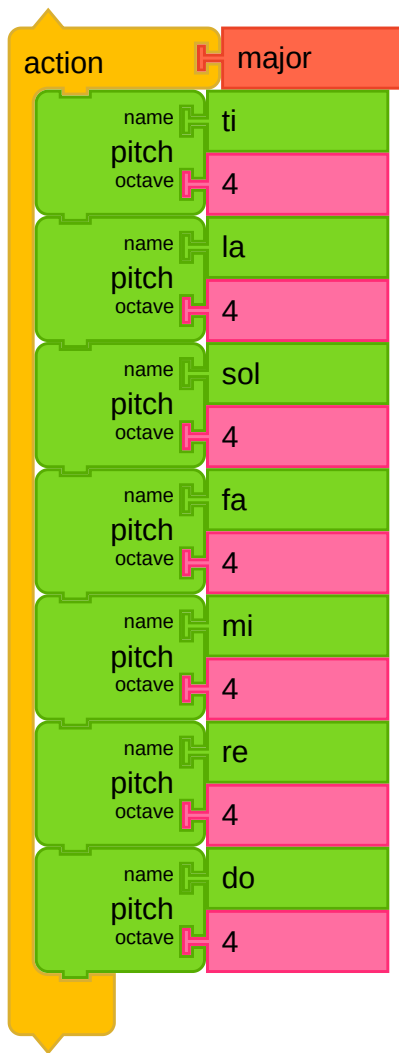 action major
name ti
pitch
octave 4
name la
pitch
octave 4
name sol
pitch
octave 4
name fa
pitch
octave 4
name mi
pitch
octave 4
name re
pitch
octave 4
name do
pitch
octave 4